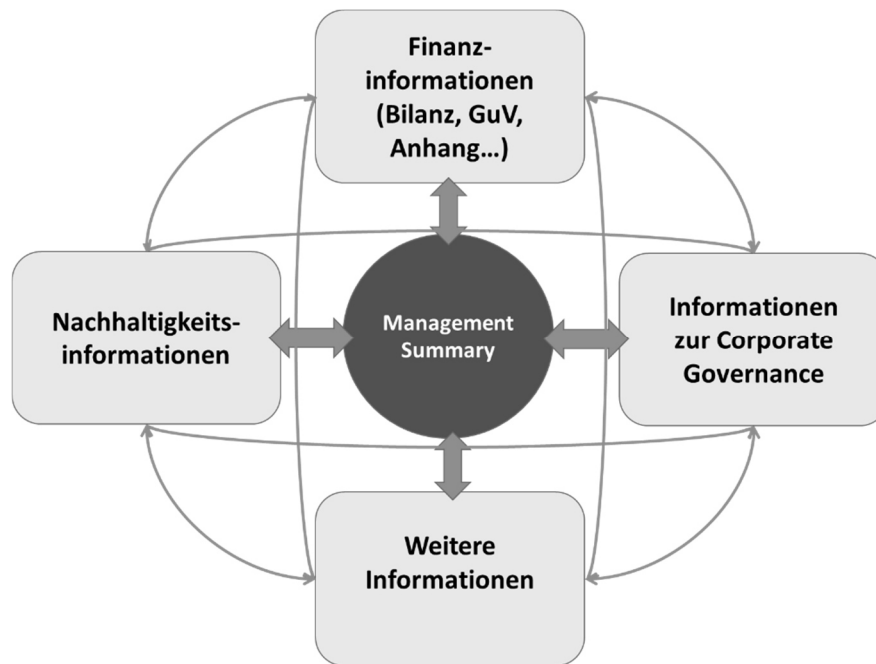 Finanz-
informationen
(Bilanz, GuV,
Anhang…)
Nachhaltigkeits-
informationen
Management
Summary
Informationen
zur Corporate
Governance
Weitere
Informationen